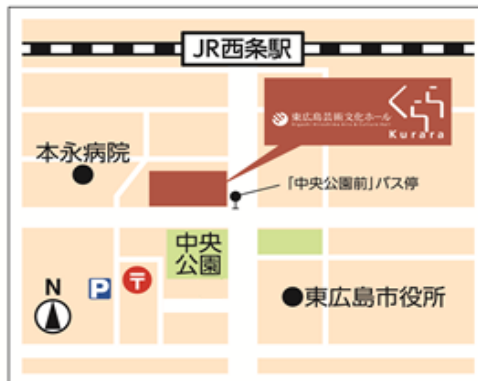 JR西条駅
東広島芸術文化ホール
くらら
Kurara
本永病院
「中央公園前」バス停
中央
公園
N
P
〒
東広島市役所